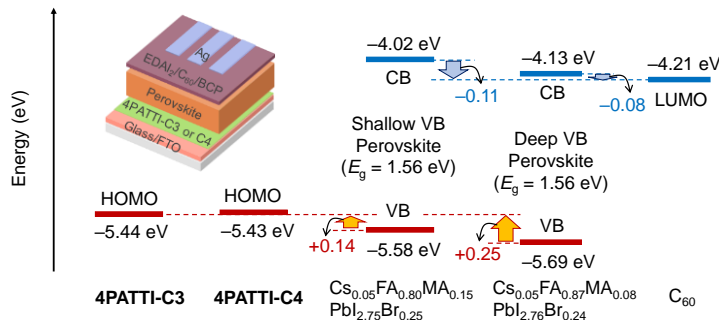 Energy (eV)
Ag
EDAI₂/C₆₀/BCP
Perovskite
4PATTI-C3 or C4
Glass/FTO
–4.02 eV
CB
–0.11
–4.13 eV
CB
–0.08
–4.21 eV
LUMO
Shallow VB
Perovskite
(Eg = 1.56 eV)
Deep VB
Perovskite
(Eg = 1.56 eV)
HOMO
–5.44 eV
HOMO
–5.43 eV
VB
+0.14
–5.58 eV
VB
+0.25
–5.69 eV
4PATTI-C3
4PATTI-C4
Cs₀.₀₅FA₀.₈₀MA₀.₁₅
PbI₂.₇₅Br₀.₂₅
Cs₀.₀₅FA₀.₈₇MA₀.₀₈
PbI₂.₇₆Br₀.₂₄
C₆₀